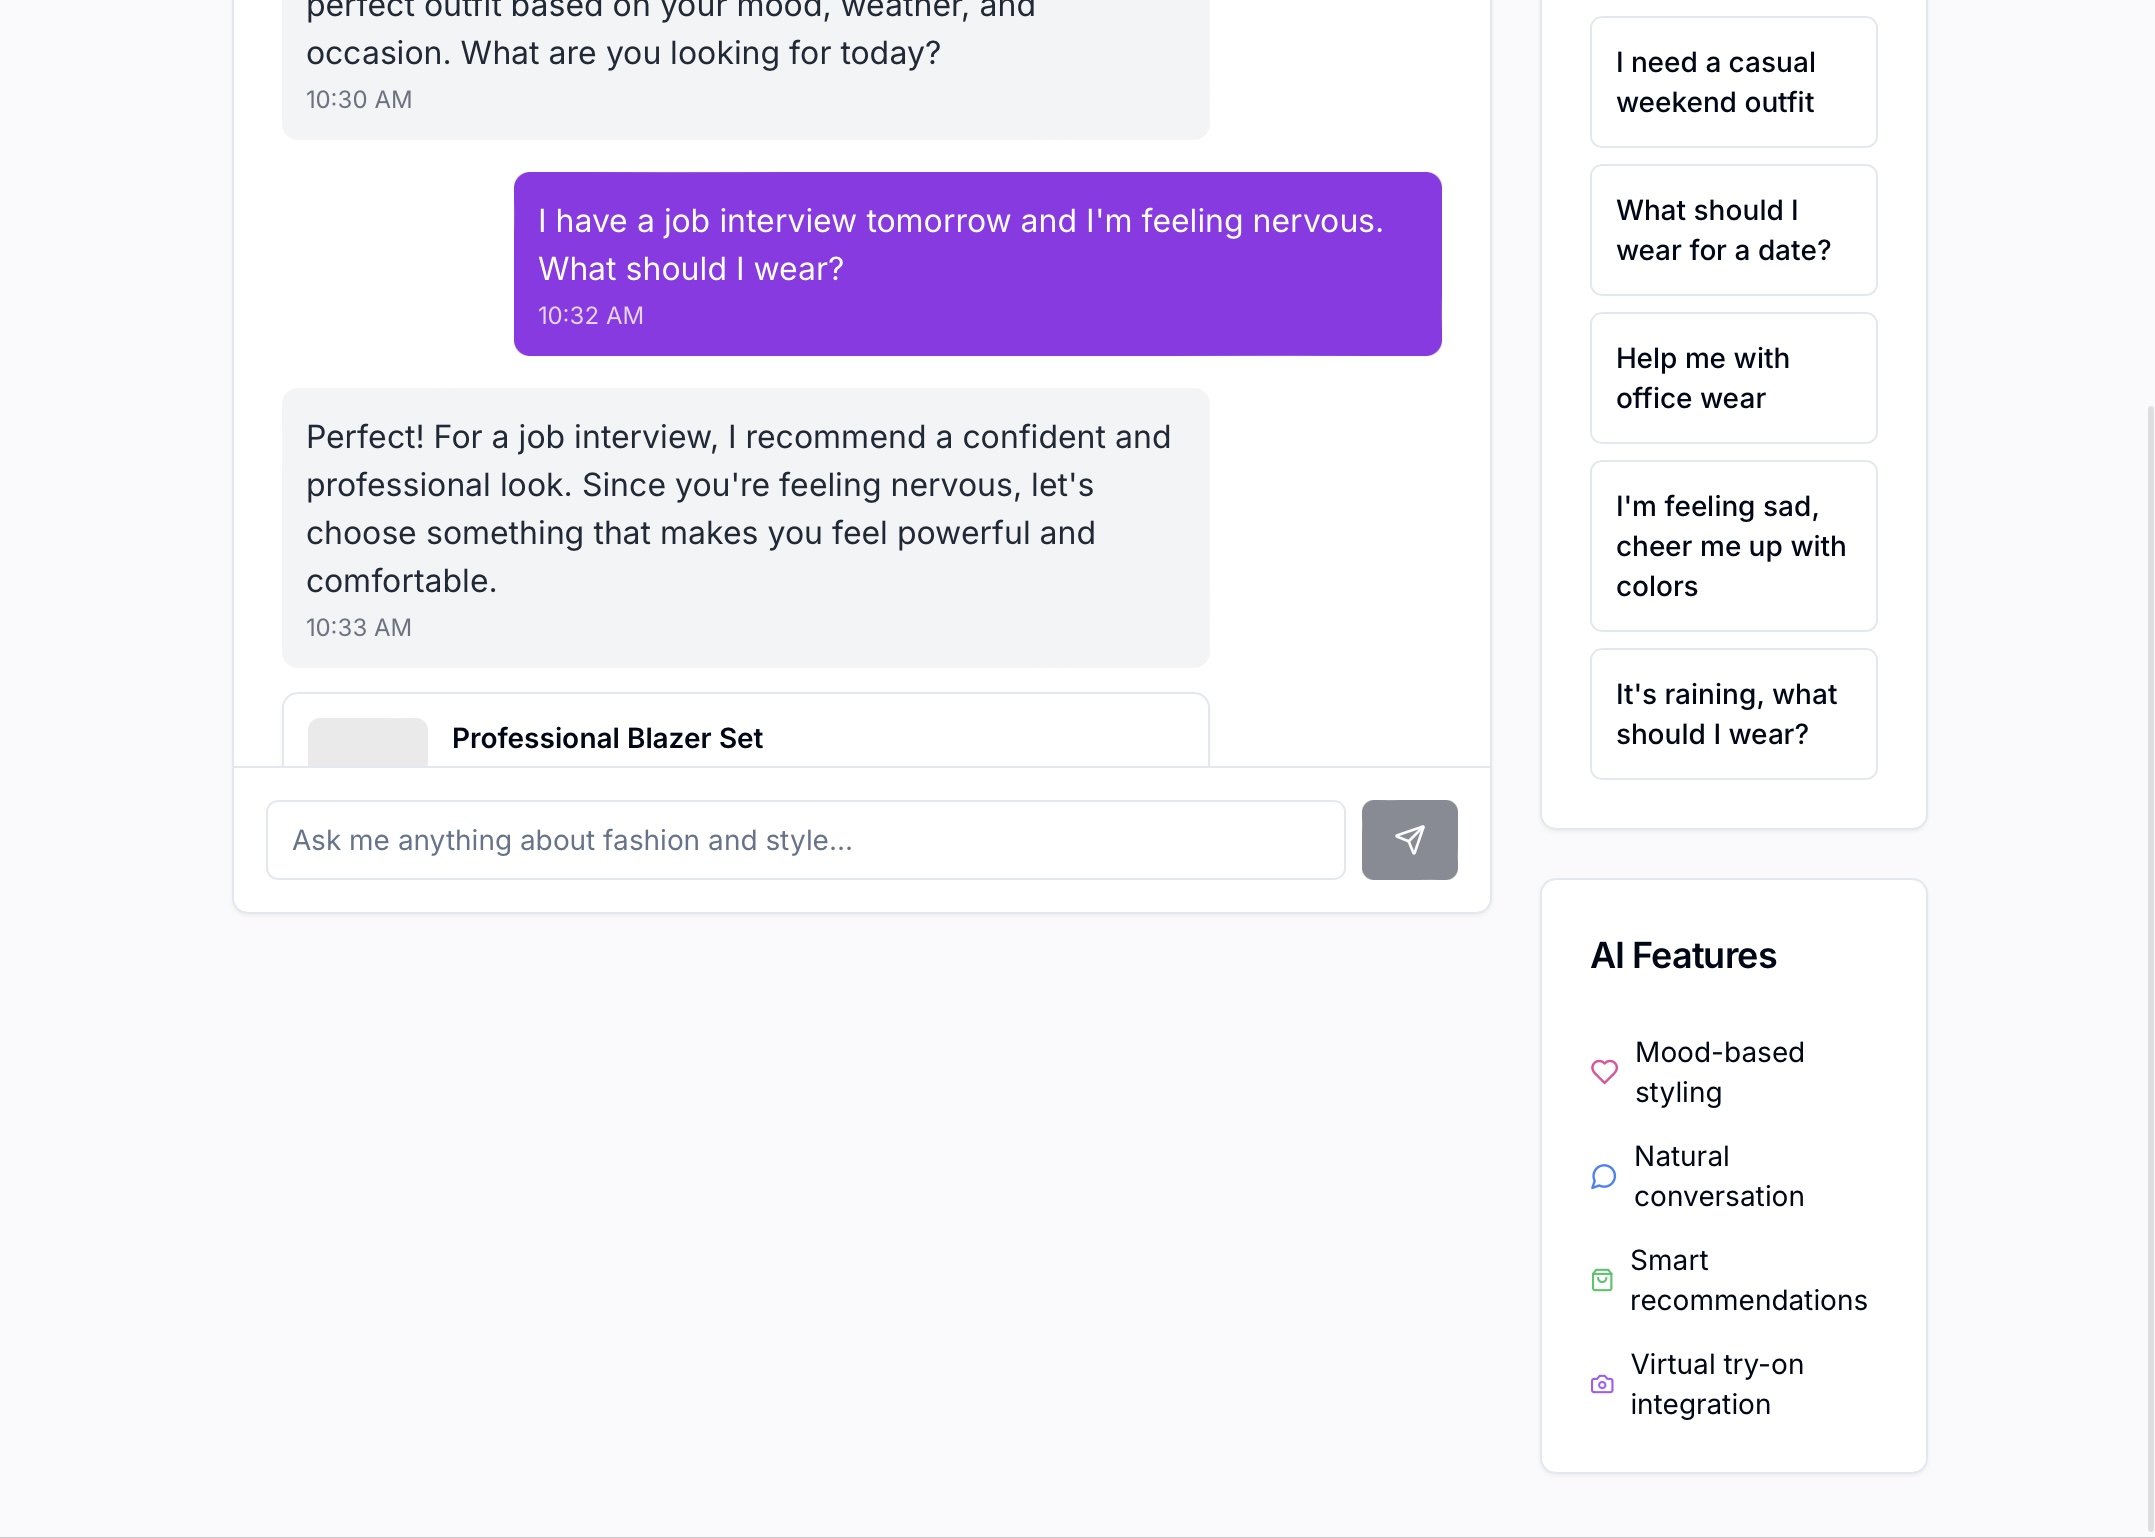 perfect outfit based on your mood, weather, and
occasion. What are you looking for today?
10:30 AM
I have a job interview tomorrow and I'm feeling nervous.
What should I wear?
10:32 AM
Perfect! For a job interview, I recommend a confident and
professional look. Since you're feeling nervous, let's
choose something that makes you feel powerful and
comfortable.
10:33 AM
Professional Blazer Set
Ask me anything about fashion and style...
I need a casual
weekend outfit
What should I
wear for a date?
Help me with
office wear
I'm feeling sad,
cheer me up with
colors
It's raining, what
should I wear?
AI Features
Mood-based
styling
Natural
conversation
Smart
recommendations
Virtual try-on
integration